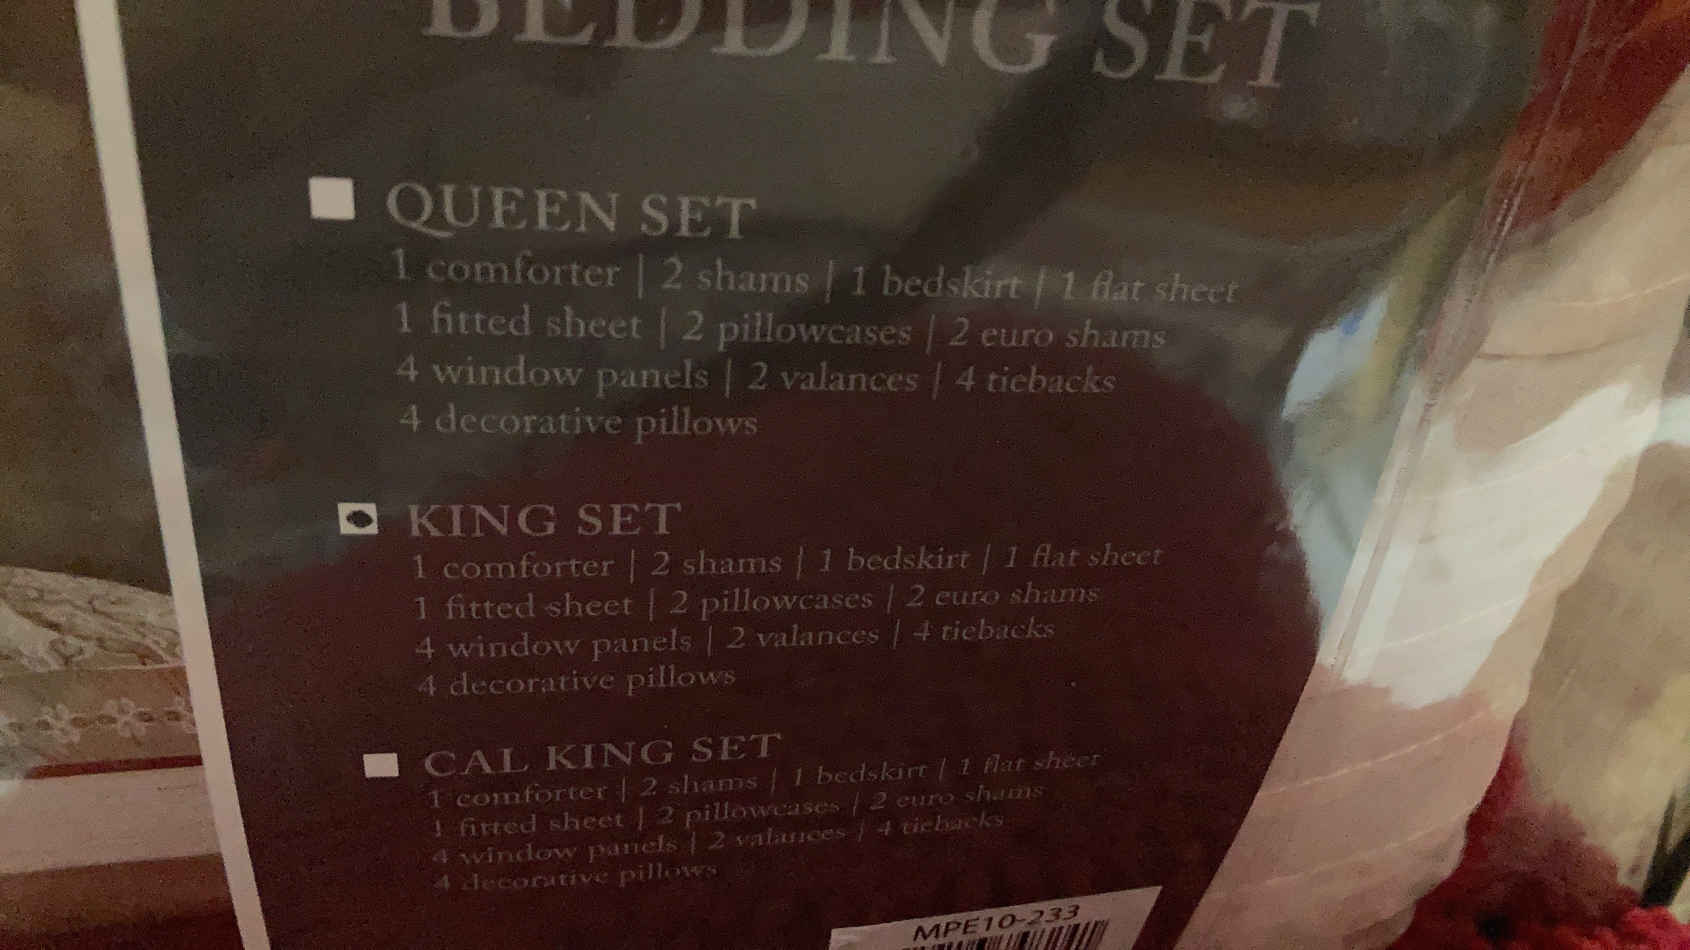 BEDDING SET
QUEEN SET
1 comforter | 2 shams | 1 bedskirt | 1 flat sheet
1 fitted sheet | 2 pillowcases | 2 euro shams
4 window panels | 2 valances | 4 tiebacks
4 decorative pillows
KING SET
1 comforter | 2 shams | 1 bedskirt | 1 flat sheet
1 fitted sheet | 2 pillowcases | 2 euro shams
4 window panels | 2 valances | 4 tiebacks
4 decorative pillows
CAL KING SET
1 comforter | 2 shams | 1 bedskirt | 1 flat sheet
1 fitted sheet | 2 pillowcases | 2 euro shams
4 window panels | 2 valances | 4 tiebacks
4 decorative pillows
MPE10-233